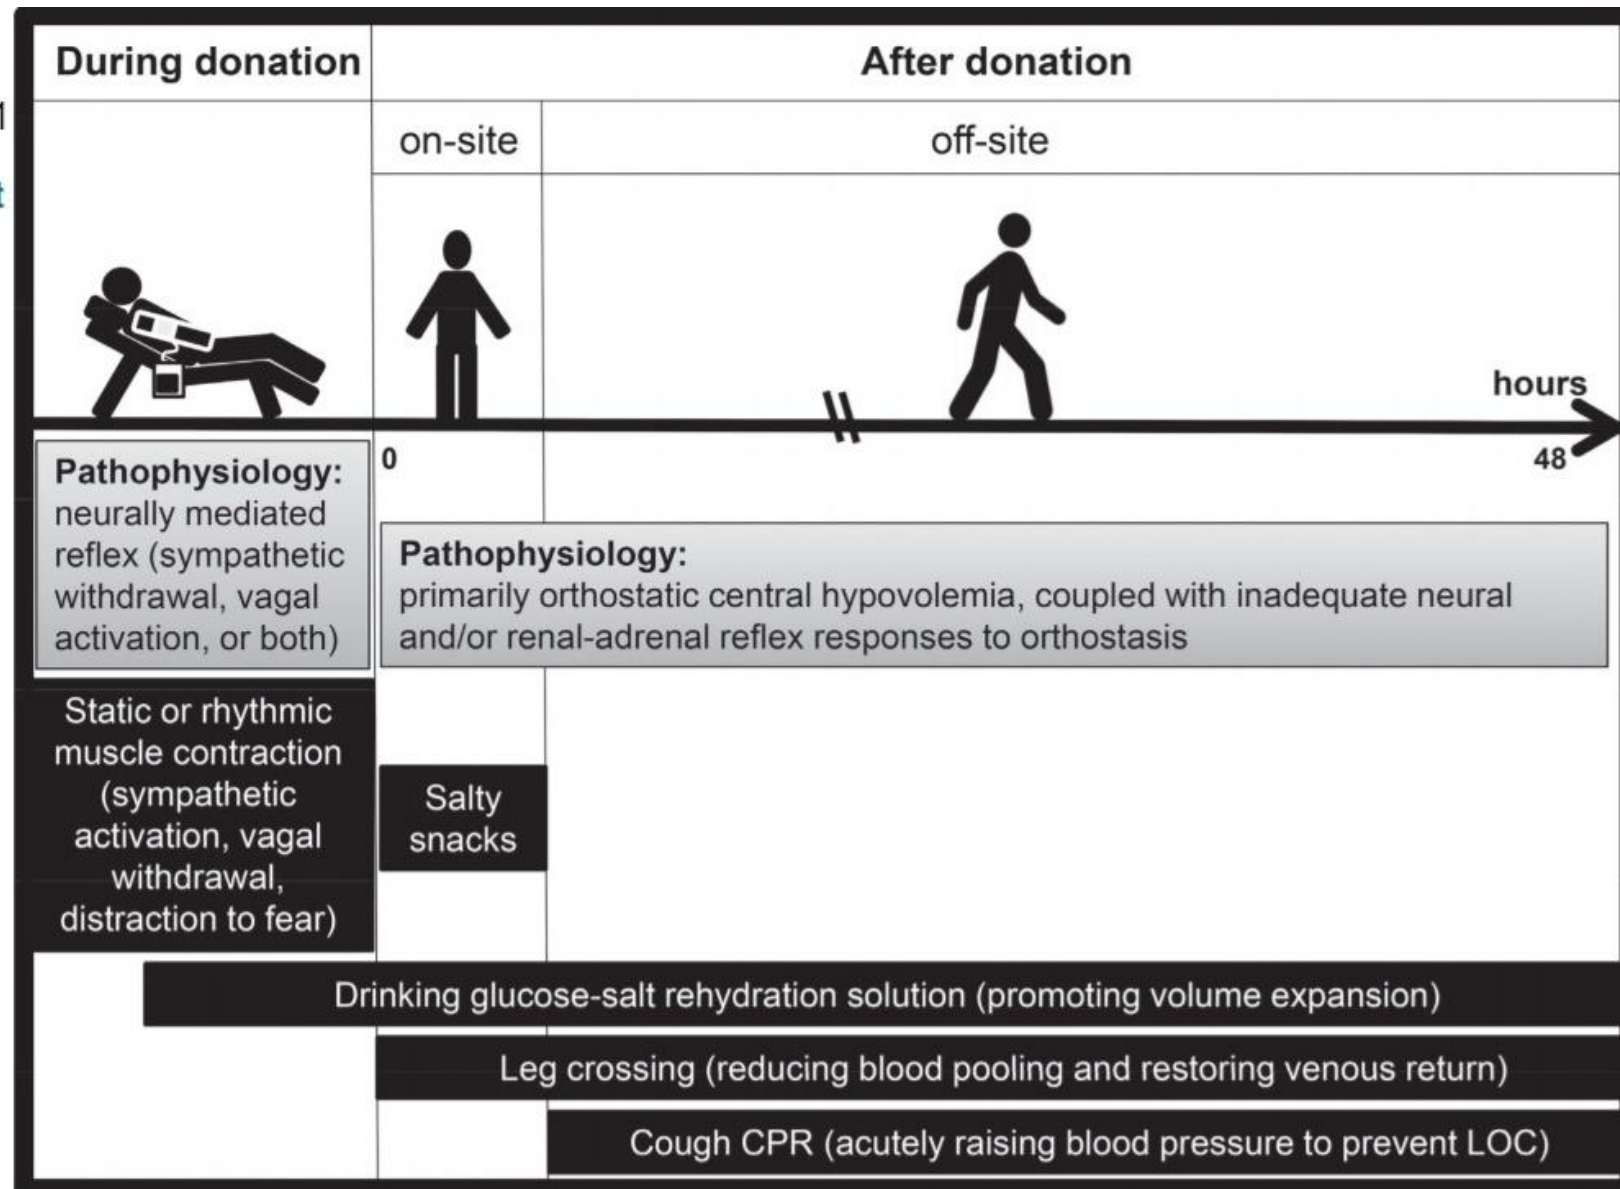 During donation
After donation
on-site
off-site
hours
0
48
Pathophysiology:
neurally mediated
reflex (sympathetic
withdrawal, vagal
activation, or both)
Pathophysiology:
primarily orthostatic central hypovolemia, coupled with inadequate neural
and/or renal-adrenal reflex responses to orthostasis
Static or rhythmic
muscle contraction
(sympathetic
activation, vagal
withdrawal,
distraction to fear)
Salty
snacks
Drinking glucose-salt rehydration solution (promoting volume expansion)
Leg crossing (reducing blood pooling and restoring venous return)
Cough CPR (acutely raising blood pressure to prevent LOC)